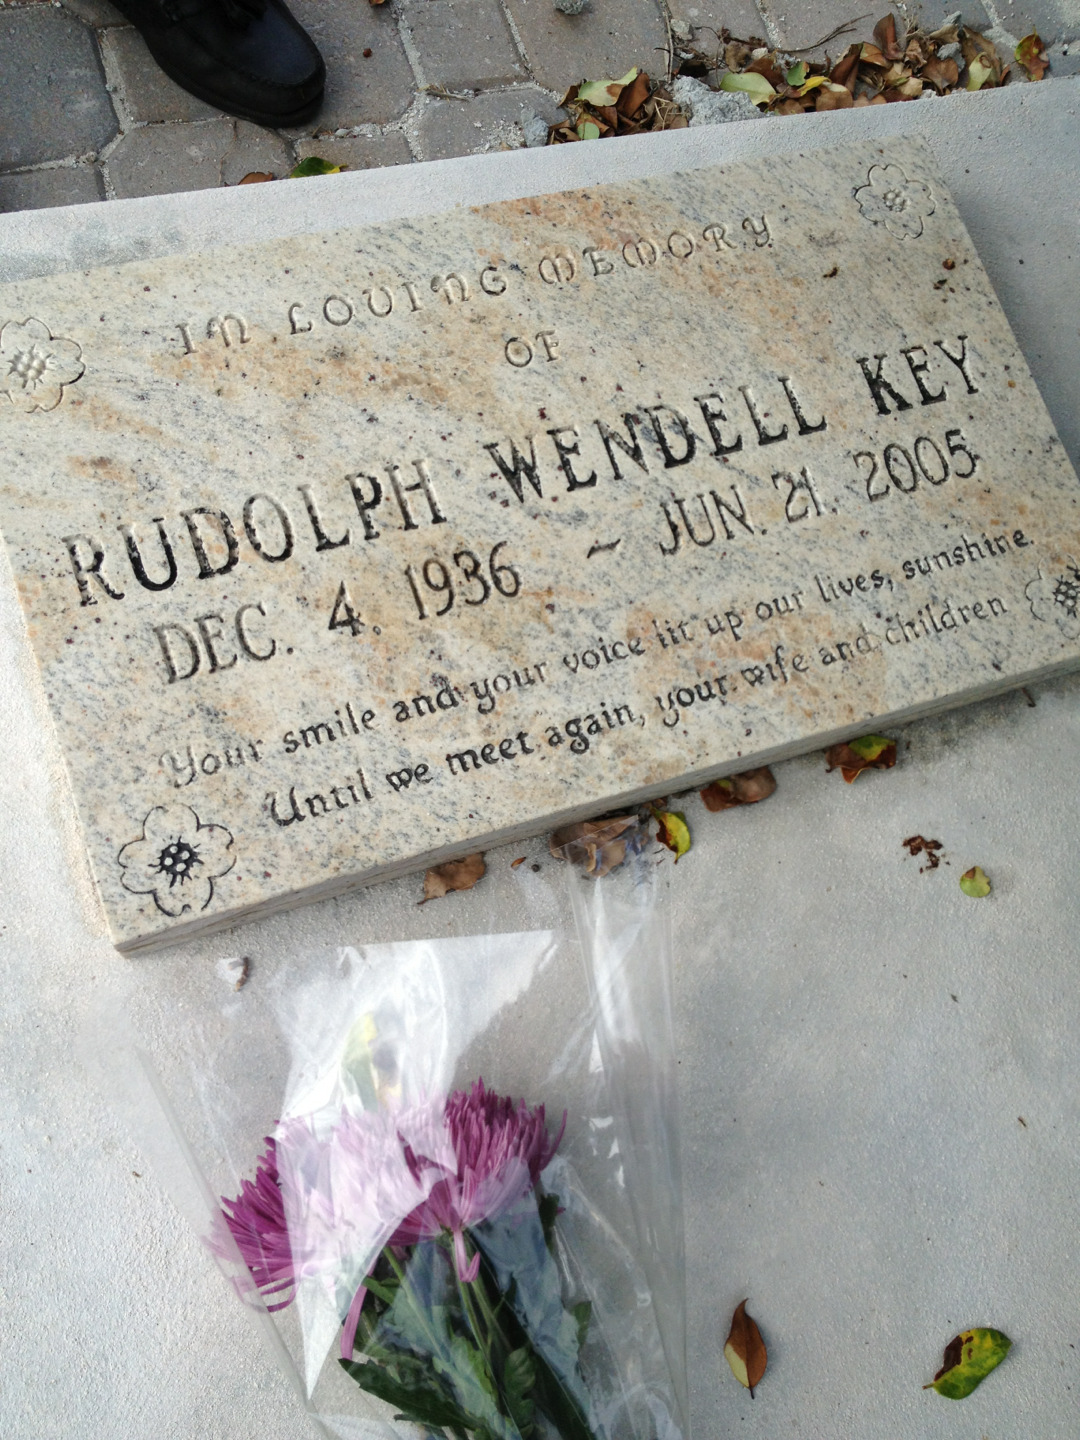 IN LOVING MEMORY
OF
RUDOLPH WENDELL KEY
DEC. 4, 1936 ~ JUN. 21, 2005
Your smile and your voice lit up our lives, sunshine.
Until we meet again, your wife and children